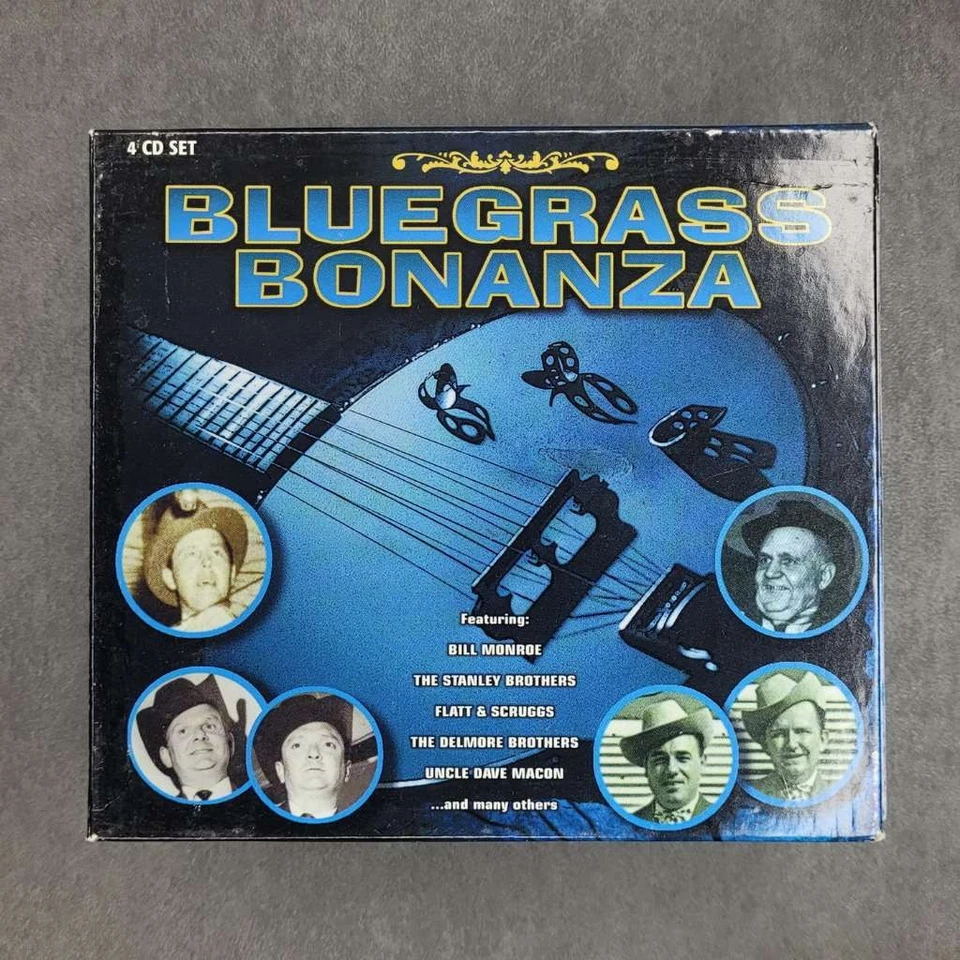 4 CD SET
BLUEGRASS
BONANZA
Featuring:
BILL MONROE
THE STANLEY BROTHERS
FLATT & SCRUGGS
THE DELMORE BROTHERS
UNCLE DAVE MACON
...and many others